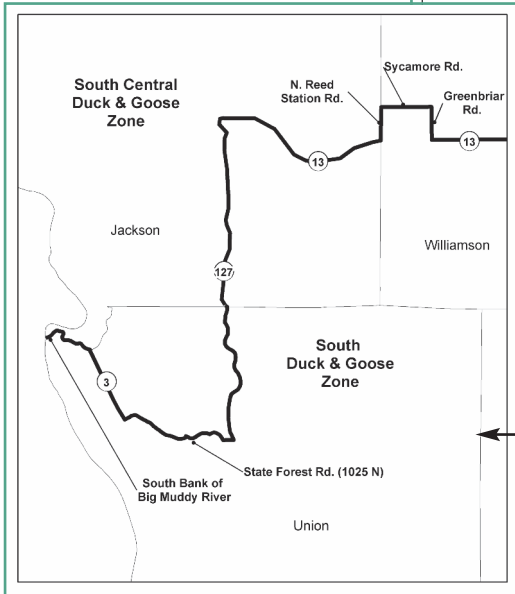 South Central
Duck & Goose
Zone
Sycamore Rd.
N. Reed
Station Rd.
Greenbriar
Rd.
13
13
Jackson
Williamson
127
South
Duck & Goose
Zone
3
State Forest Rd. (1025 N)
South Bank of
Big Muddy River
Union